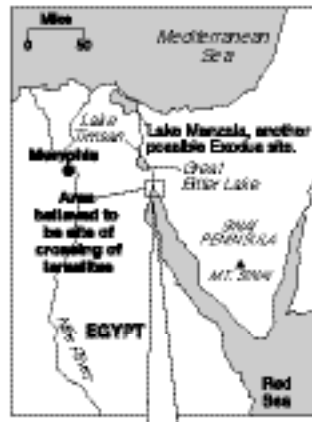 Miles
0 50
Mediterranean
Sea
Lake
Timsah
Lake Manzala, another
possible Exodus site.
Memphis
Great
Bitter Lake
Area
believed to
be site of
crossing of
Israelites
SINAI
PENINSULA
MT. SINAI
EGYPT
Nile River
Red
Sea